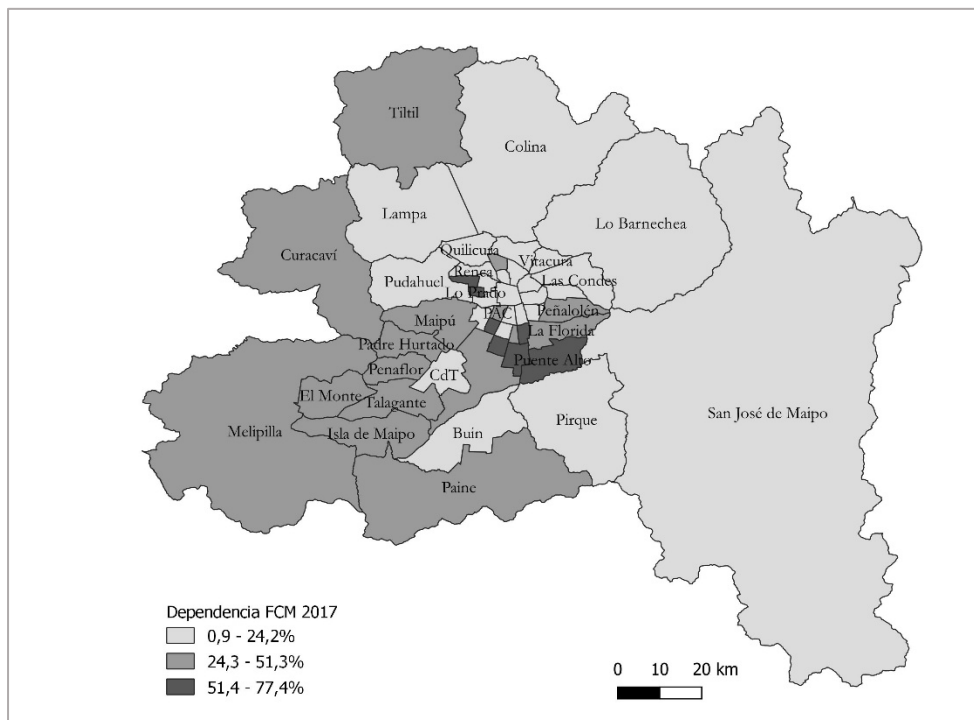 Tiltil
Colina
Lampa
Lo Barnechea
Curacaví
Quilicura
Vitacura
Renca
Las Condes
Pudahuel
Lo Prado
Peñalolén
PAC
Maipú
La Florida
Padre Hurtado
Puente Alto
Penaflor
CdT
El Monte
Talagante
San José de Maipo
Pirque
Melipilla
Isla de Maipo
Buin
Paine
Dependencia FCM 2017
0,9 - 24,2%
24,3 - 51,3%
51,4 - 77,4%
0 10 20 km